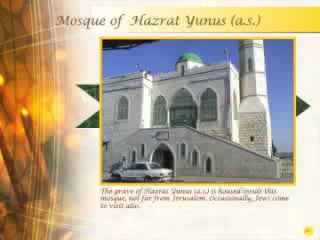 Mosque of Hazrat Yunus (a.s.)
The grave of Hazrat Yunus (a.s.) is housed inside this
mosque, not far from Jerusalem. Occasionally, Jews come
to visit also.